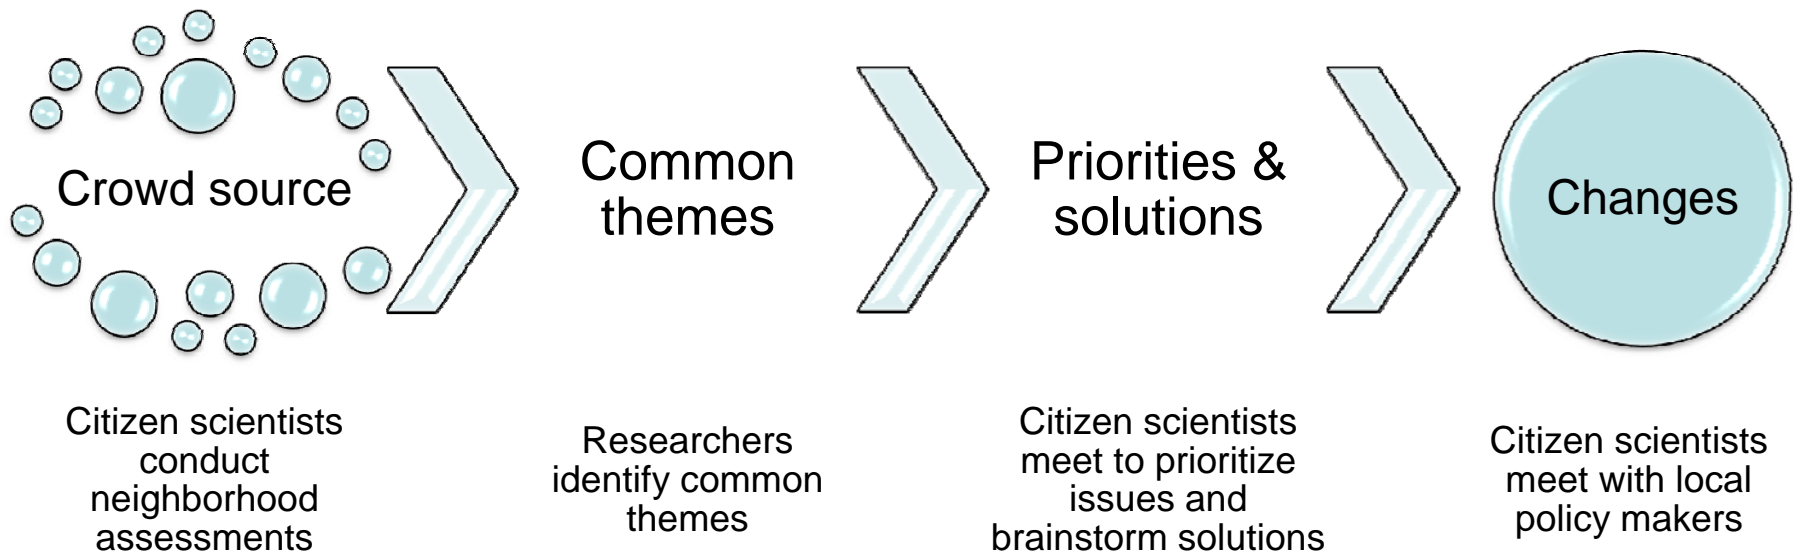 Crowd source
Common
themes
Priorities &
solutions
Changes
Citizen scientists
conduct
neighborhood
assessments
Researchers
identify common
themes
Citizen scientists
meet to prioritize
issues and
brainstorm solutions
Citizen scientists
meet with local
policy makers